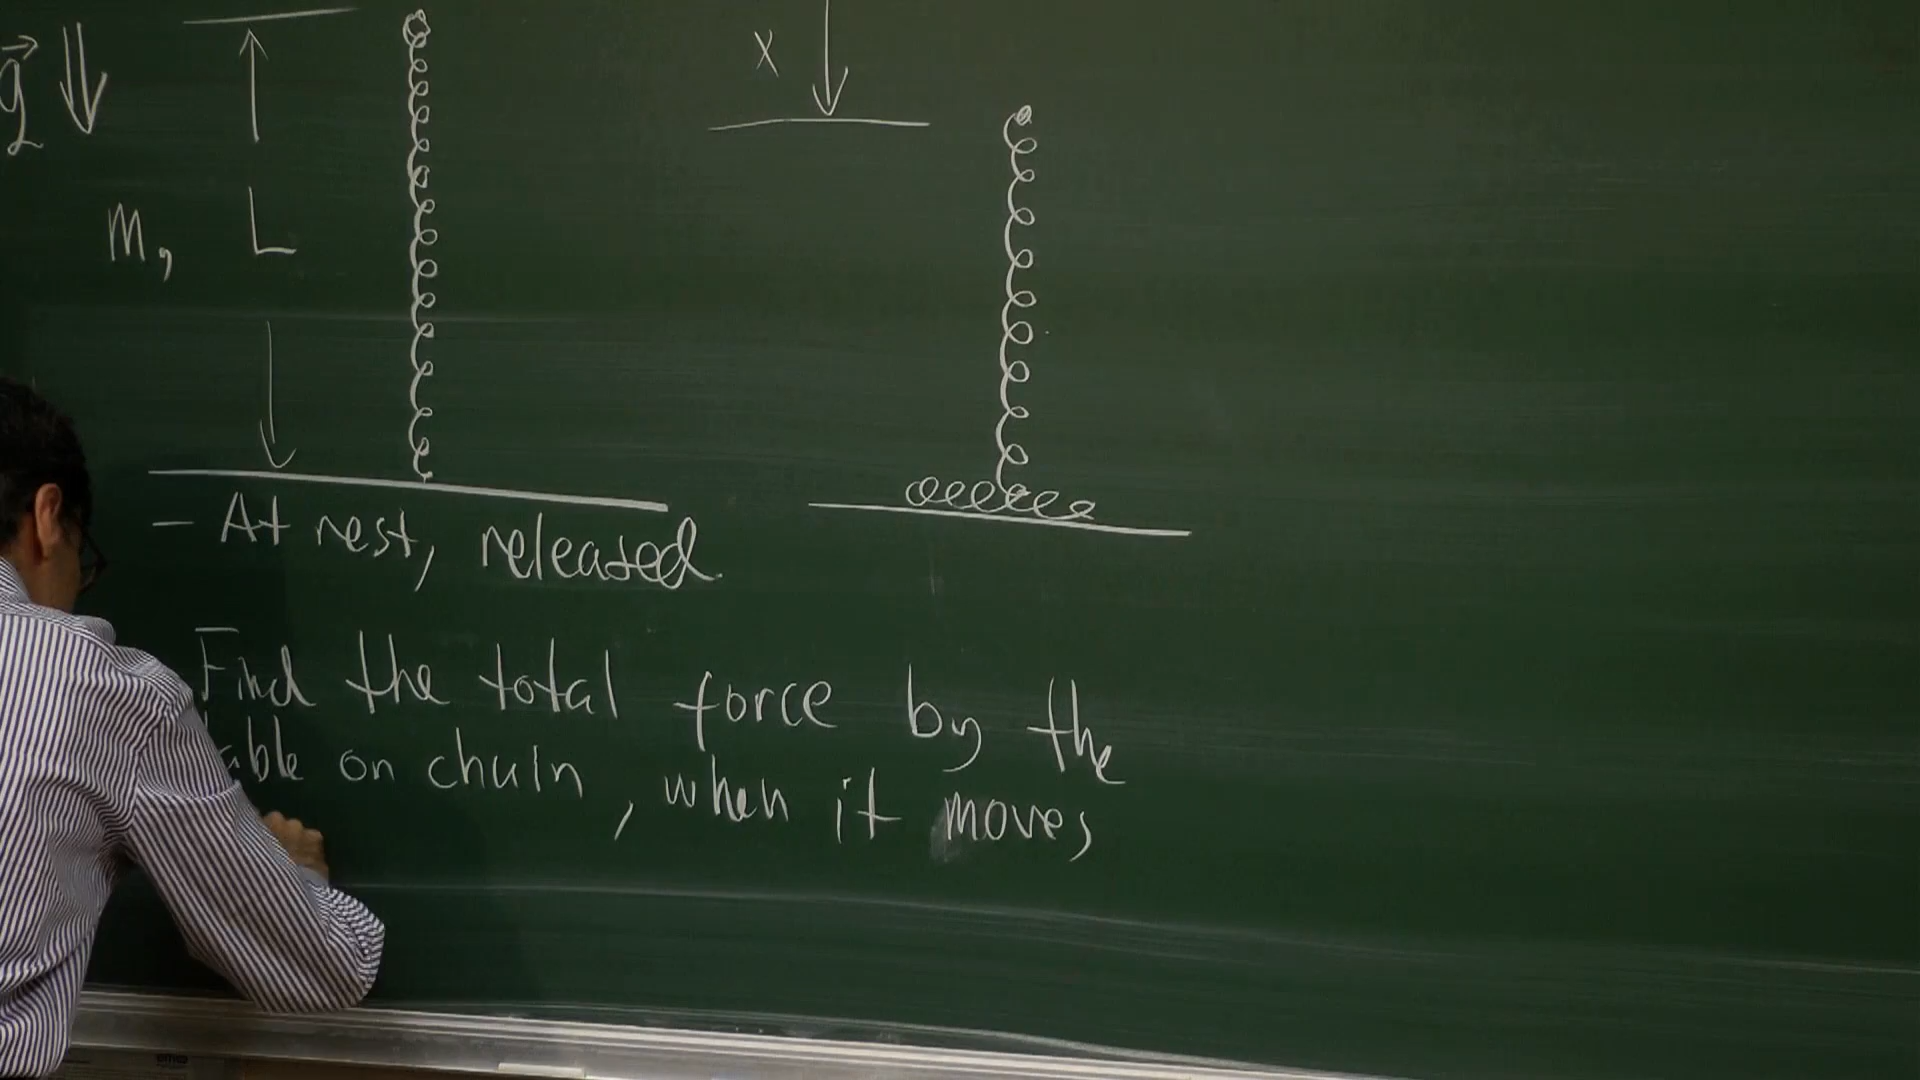 g
x
m, L
- At rest, released.
Find the total force by the
table on chain, when it moves